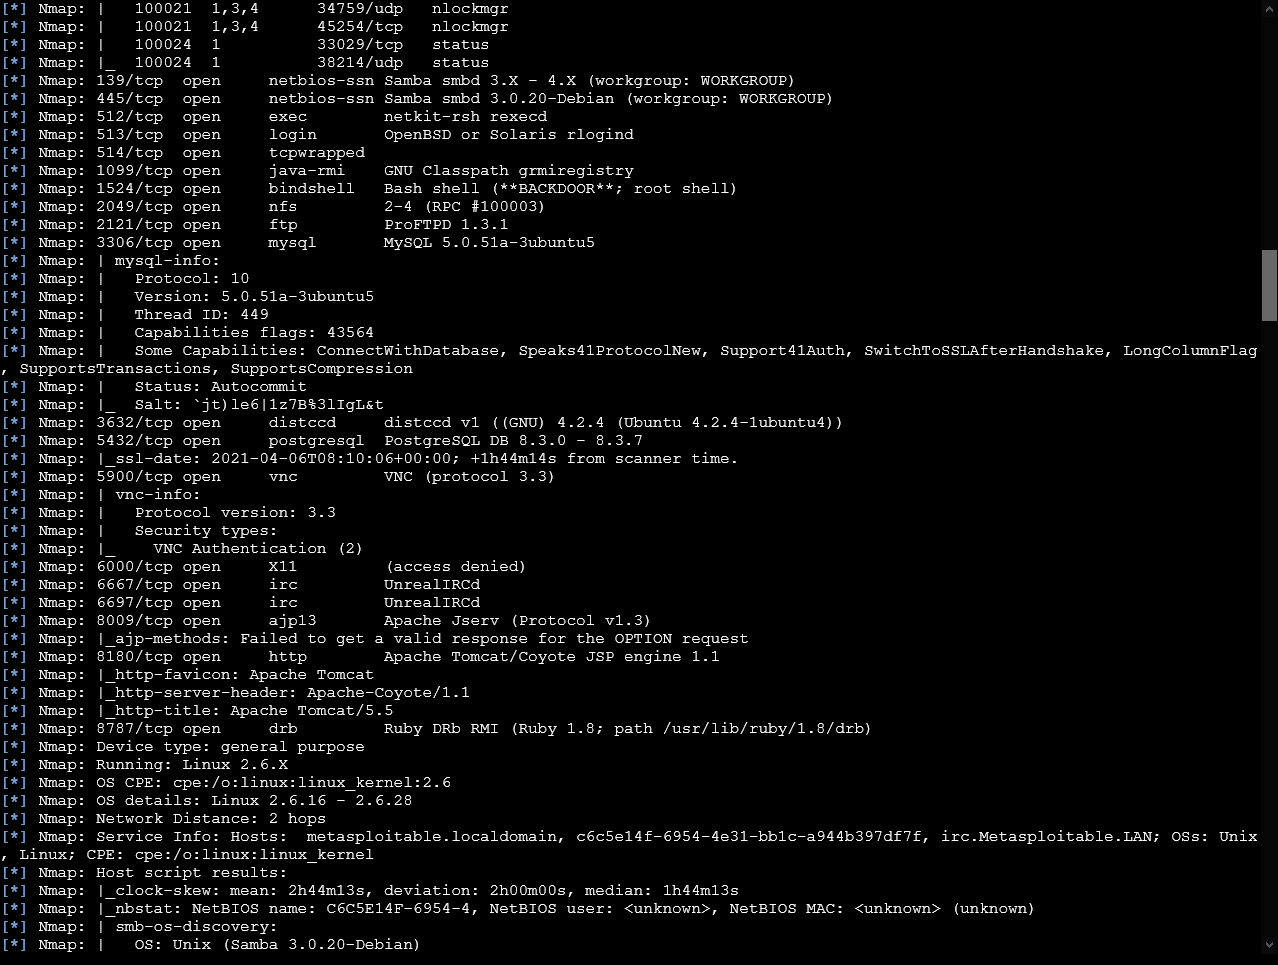 [*] Nmap: |   100021  1,3,4      34759/udp   nlockmgr
[*] Nmap: |   100021  1,3,4      45254/tcp   nlockmgr
[*] Nmap: |   100024  1          33029/tcp   status
[*] Nmap: |_  100024  1          38214/udp   status
[*] Nmap: 139/tcp  open     netbios-ssn Samba smbd 3.X - 4.X (workgroup: WORKGROUP)
[*] Nmap: 445/tcp  open     netbios-ssn Samba smbd 3.0.20-Debian (workgroup: WORKGROUP)
[*] Nmap: 512/tcp  open     exec        netkit-rsh rexecd
[*] Nmap: 513/tcp  open     login       OpenBSD or Solaris rlogind
[*] Nmap: 514/tcp  open     tcpwrapped
[*] Nmap: 1099/tcp open     java-rmi    GNU Classpath grmiregistry
[*] Nmap: 1524/tcp open     bindshell   Bash shell (**BACKDOOR**; root shell)
[*] Nmap: 2049/tcp open     nfs         2-4 (RPC #100003)
[*] Nmap: 2121/tcp open     ftp         ProFTPD 1.3.1
[*] Nmap: 3306/tcp open     mysql       MySQL 5.0.51a-3ubuntu5
[*] Nmap: | mysql-info:
[*] Nmap: |   Protocol: 10
[*] Nmap: |   Version: 5.0.51a-3ubuntu5
[*] Nmap: |   Thread ID: 449
[*] Nmap: |   Capabilities flags: 43564
[*] Nmap: |   Some Capabilities: ConnectWithDatabase, Speaks41ProtocolNew, Support41Auth, SwitchToSSLAfterHandshake, LongColumnFlag
, SupportsTransactions, SupportsCompression
[*] Nmap: |   Status: Autocommit
[*] Nmap: |_  Salt: `jt)le6|1z7B%3lIgL&t
[*] Nmap: 3632/tcp open     distccd     distccd v1 ((GNU) 4.2.4 (Ubuntu 4.2.4-1ubuntu4))
[*] Nmap: 5432/tcp open     postgresql  PostgreSQL DB 8.3.0 - 8.3.7
[*] Nmap: |_ssl-date: 2021-04-06T08:10:06+00:00; +1h44m14s from scanner time.
[*] Nmap: 5900/tcp open     vnc         VNC (protocol 3.3)
[*] Nmap: | vnc-info:
[*] Nmap: |   Protocol version: 3.3
[*] Nmap: |   Security types:
[*] Nmap: |_    VNC Authentication (2)
[*] Nmap: 6000/tcp open     X11         (access denied)
[*] Nmap: 6667/tcp open     irc         UnrealIRCd
[*] Nmap: 6697/tcp open     irc         UnrealIRCd
[*] Nmap: 8009/tcp open     ajp13       Apache Jserv (Protocol v1.3)
[*] Nmap: |_ajp-methods: Failed to get a valid response for the OPTION request
[*] Nmap: 8180/tcp open     http        Apache Tomcat/Coyote JSP engine 1.1
[*] Nmap: |_http-favicon: Apache Tomcat
[*] Nmap: |_http-server-header: Apache-Coyote/1.1
[*] Nmap: |_http-title: Apache Tomcat/5.5
[*] Nmap: 8787/tcp open     drb         Ruby DRb RMI (Ruby 1.8; path /usr/lib/ruby/1.8/drb)
[*] Nmap: Device type: general purpose
[*] Nmap: Running: Linux 2.6.X
[*] Nmap: OS CPE: cpe:/o:linux:linux_kernel:2.6
[*] Nmap: OS details: Linux 2.6.16 - 2.6.28
[*] Nmap: Network Distance: 2 hops
[*] Nmap: Service Info: Hosts:  metasploitable.localdomain, c6c5e14f-6954-4e31-bb1c-a944b397df7f, irc.Metasploitable.LAN; OSs: Unix
, Linux; CPE: cpe:/o:linux:linux_kernel
[*] Nmap: Host script results:
[*] Nmap: |_clock-skew: mean: 2h44m13s, deviation: 2h00m00s, median: 1h44m13s
[*] Nmap: |_nbstat: NetBIOS name: C6C5E14F-6954-4, NetBIOS user: <unknown>, NetBIOS MAC: <unknown> (unknown)
[*] Nmap: | smb-os-discovery:
[*] Nmap: |   OS: Unix (Samba 3.0.20-Debian)